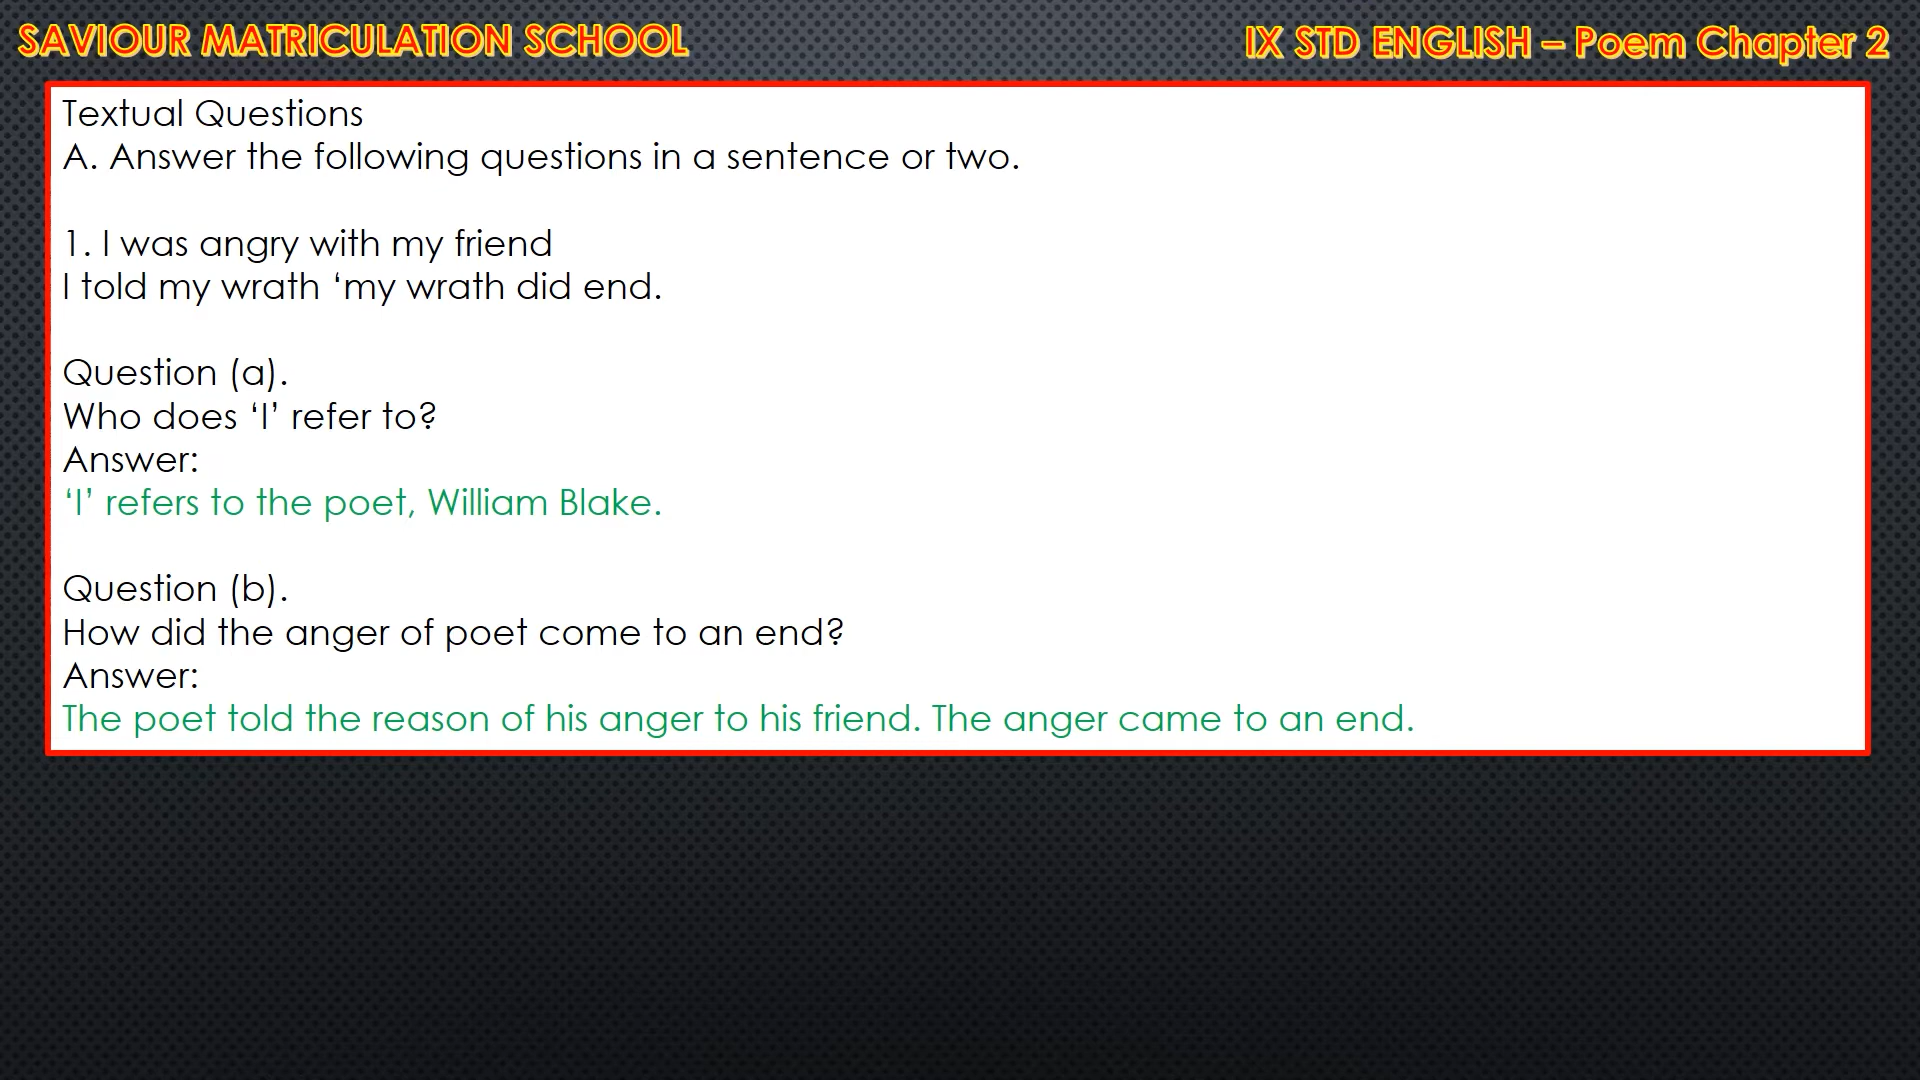 SAVIOUR MATRICULATION SCHOOL
IX STD ENGLISH – Poem Chapter 2
Textual Questions
A. Answer the following questions in a sentence or two.
1. I was angry with my friend
I told my wrath ‘my wrath did end.
Question (a).
Who does ‘I’ refer to?
Answer:
‘I’ refers to the poet, William Blake.
Question (b).
How did the anger of poet come to an end?
Answer:
The poet told the reason of his anger to his friend. The anger came to an end.